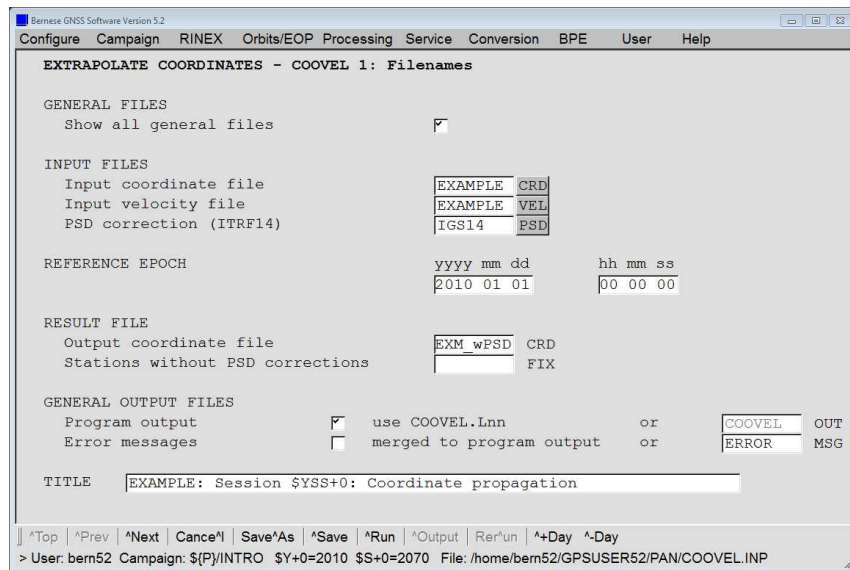 Bernese GNSS Software Version 5.2
Configure Campaign RINEX Orbits/EOP Processing Service Conversion BPE User Help
EXTRAPOLATE COORDINATES - COOVEL 1: Filenames
GENERAL FILES
Show all general files
INPUT FILES
Input coordinate file EXAMPLE CRD
Input velocity file EXAMPLE VEL
PSD correction (ITRF14) IGS14 PSD
REFERENCE EPOCH yyyy mm dd hh mm ss
2010 01 01 00 00 00
RESULT FILE
Output coordinate file EXM_wPSD CRD
Stations without PSD corrections FIX
GENERAL OUTPUT FILES
Program output use COOVEL.Lnn or COOVEL OUT
Error messages merged to program output or ERROR MSG
TITLE EXAMPLE: Session $YSS+0: Coordinate propagation
^Top | ^Prev | ^Next | Cance^l | Save^As | ^Save | ^Run | ^Output | Rer^un | ^+Day ^-Day
> User: bern52 Campaign: ${P}/INTRO $Y+0=2010 $S+0=2070 File: /home/bern52/GPSUSER52/PAN/COOVEL.INP